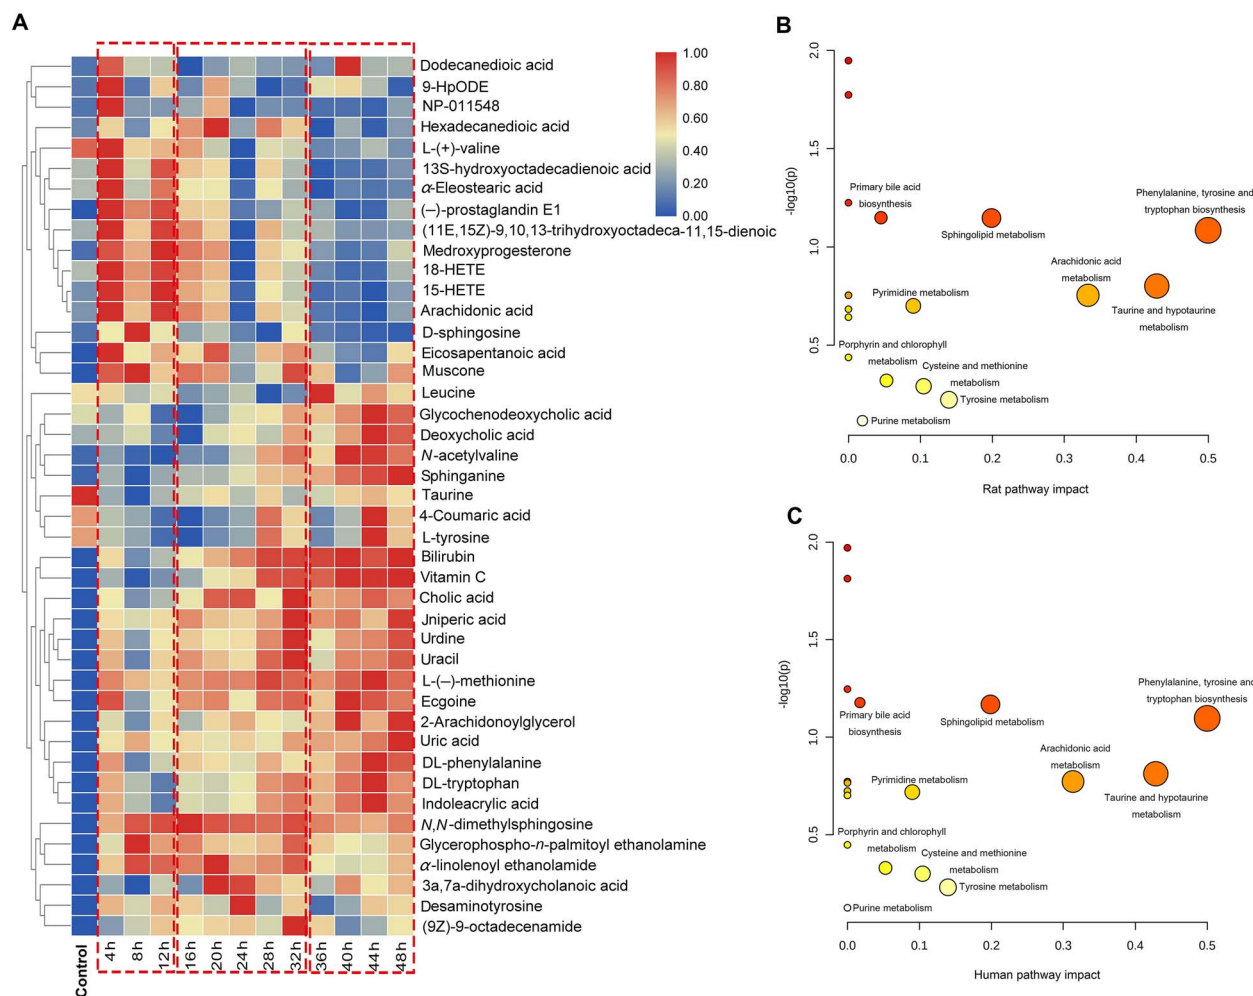 A
Dodecanedioic acid
9-HpODE
NP-011548
Hexadecanedioic acid
L-(+)-valine
13S-hydroxyoctadecadienoic acid
α-Eleostearic acid
(–)-prostaglandin E1
(11E,15Z)-9,10,13-trihydroxyoctadeca-11,15-dienoic
Medroxyprogesterone
18-HETE
15-HETE
Arachidonic acid
D-sphingosine
Eicosapentanoic acid
Muscone
Leucine
Glycochenodeoxycholic acid
Deoxycholic acid
N-acetylvaline
Sphinganine
Taurine
4-Coumaric acid
L-tyrosine
Bilirubin
Vitamin C
Cholic acid
Jniperic acid
Urdine
Uracil
L-(–)-methionine
Ecgoine
2-Arachidonoylglycerol
Uric acid
DL-phenylalanine
DL-tryptophan
Indoleacrylic acid
N,N-dimethylsphingosine
Glycerophospho-n-palmitoyl ethanolamine
α-linolenoyl ethanolamide
3a,7a-dihydroxycholanoic acid
Desaminotyrosine
(9Z)-9-octadecenamide
Control
4h
8h
12h
16h
20h
24h
28h
32h
36h
40h
44h
48h
1.00
0.80
0.60
0.40
0.20
0.00
B
2.0
1.5
1.0
0.5
-log10(p)
Primary bile acid
biosynthesis
Sphingolipid metabolism
Phenylalanine, tyrosine and
tryptophan biosynthesis
Arachidonic acid
metabolism
Taurine and hypotaurine
metabolism
Pyrimidine metabolism
Porphyrin and chlorophyll
metabolism
Cysteine and methionine
metabolism
Tyrosine metabolism
Purine metabolism
0.0
0.1
0.2
0.3
0.4
0.5
Rat pathway impact
C
2.0
1.5
1.0
0.5
-log10(p)
Primary bile acid
biosynthesis
Sphingolipid metabolism
Phenylalanine, tyrosine and
tryptophan biosynthesis
Arachidonic acid
metabolism
Taurine and hypotaurine
metabolism
Pyrimidine metabolism
Porphyrin and chlorophyll
metabolism
Cysteine and methionine
metabolism
Tyrosine metabolism
Purine metabolism
0.0
0.1
0.2
0.3
0.4
0.5
Human pathway impact